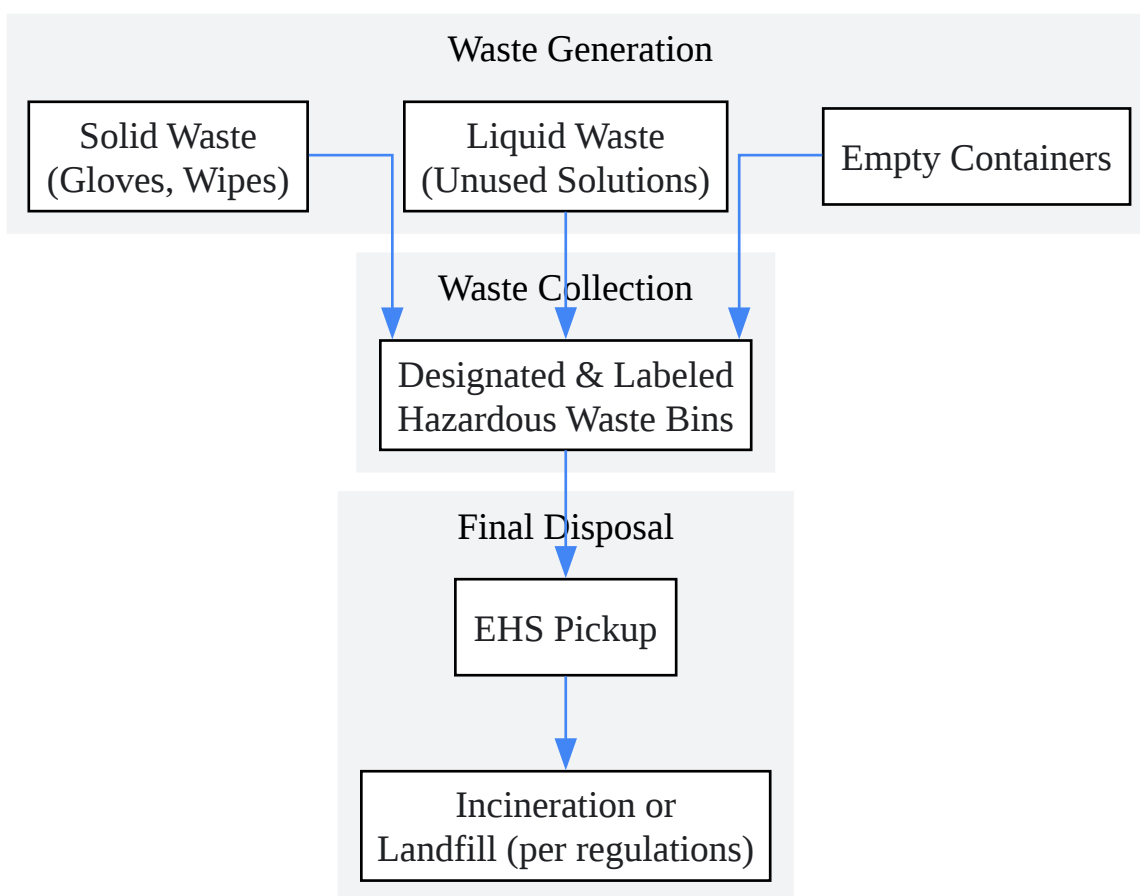 Waste Generation
Solid Waste
(Gloves, Wipes)
Liquid Waste
(Unused Solutions)
Empty Containers
Waste Collection
Designated & Labeled
Hazardous Waste Bins
Final Disposal
EHS Pickup
Incineration or
Landfill (per regulations)